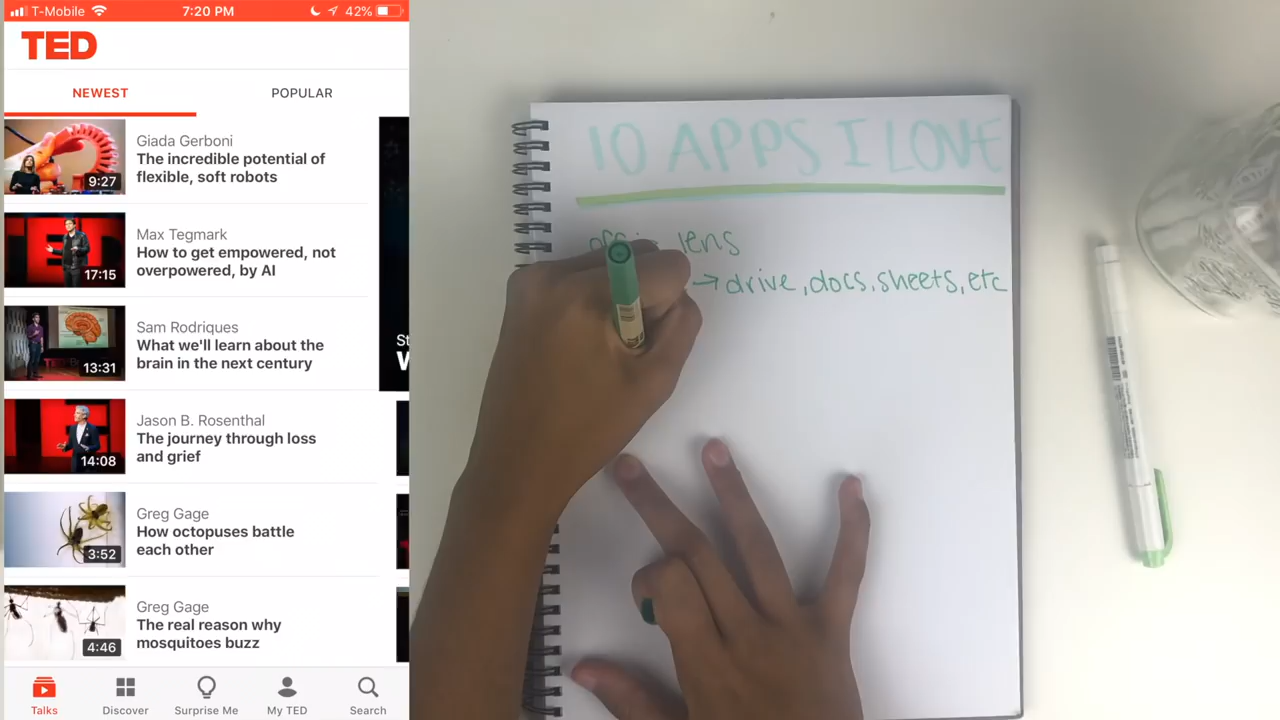 T-Mobile 7:20 PM 42%
TED
NEWEST POPULAR
Giada Gerboni
The incredible potential of
flexible, soft robots
9:27
Max Tegmark
How to get empowered, not
overpowered, by AI
17:15
Sam Rodriques
What we'll learn about the
brain in the next century
13:31
Jason B. Rosenthal
The journey through loss
and grief
14:08
Greg Gage
How octopuses battle
each other
3:52
Greg Gage
The real reason why
mosquitoes buzz
4:46
Talks Discover Surprise Me My TED Search
St
W
10 APPS I LOVE
lens
→ drive, docs, sheets, etc